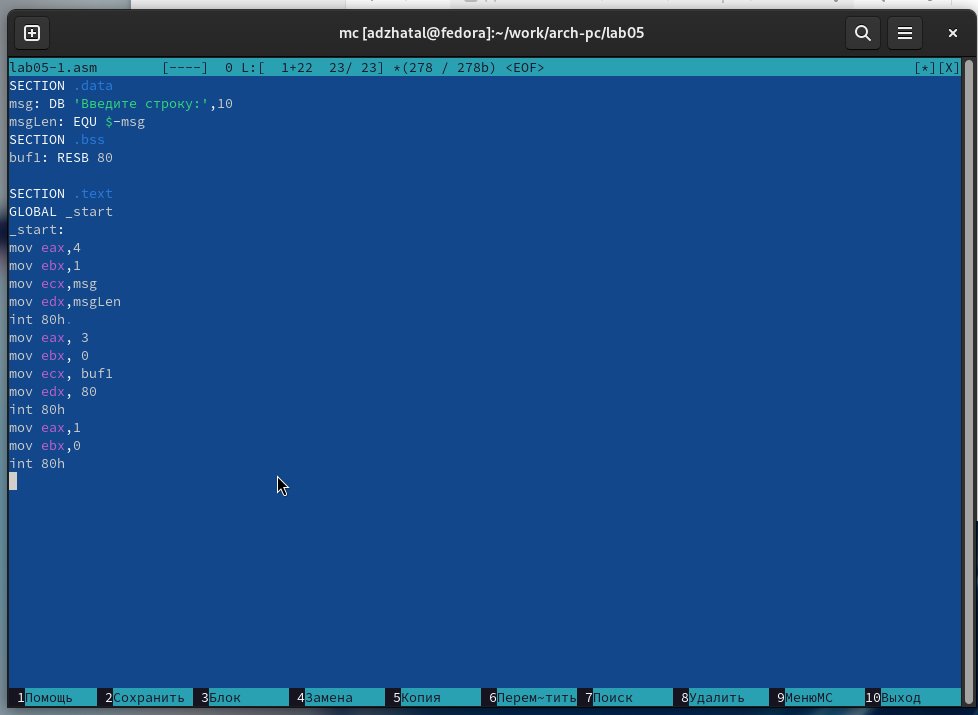 mc [adzhatal@fedora]:~/work/arch-pc/lab05
lab05-1.asm [----] 0 L:[ 1+22 23/ 23] *(278 / 278b) <EOF> [*][X]
SECTION .data
msg: DB 'Введите строку:',10
msgLen: EQU $-msg
SECTION .bss
buf1: RESB 80
SECTION .text
GLOBAL _start
_start:
mov eax,4
mov ebx,1
mov ecx,msg
mov edx,msgLen
int 80h.
mov eax, 3
mov ebx, 0
mov ecx, buf1
mov edx, 80
int 80h
mov eax,1
mov ebx,0
int 80h
1Помощь 2Сохранить 3Блок 4Замена 5Копия 6Перем~тить 7Поиск 8Удалить 9МенюMC 10Выход